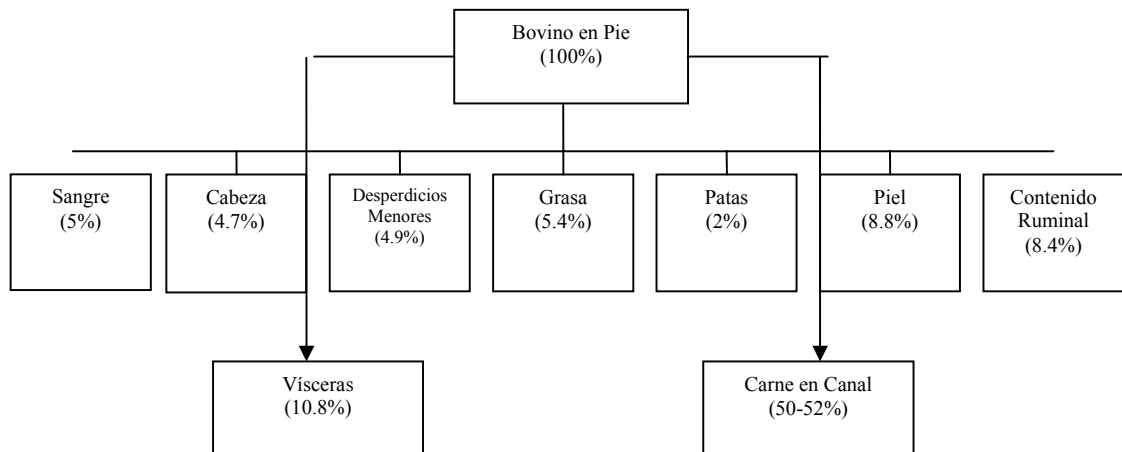 Bovino en Pie
(100%)
Sangre
(5%)
Cabeza
(4.7%)
Desperdicios
Menores
(4.9%)
Grasa
(5.4%)
Patas
(2%)
Piel
(8.8%)
Contenido
Ruminal
(8.4%)
Vísceras
(10.8%)
Carne en Canal
(50-52%)